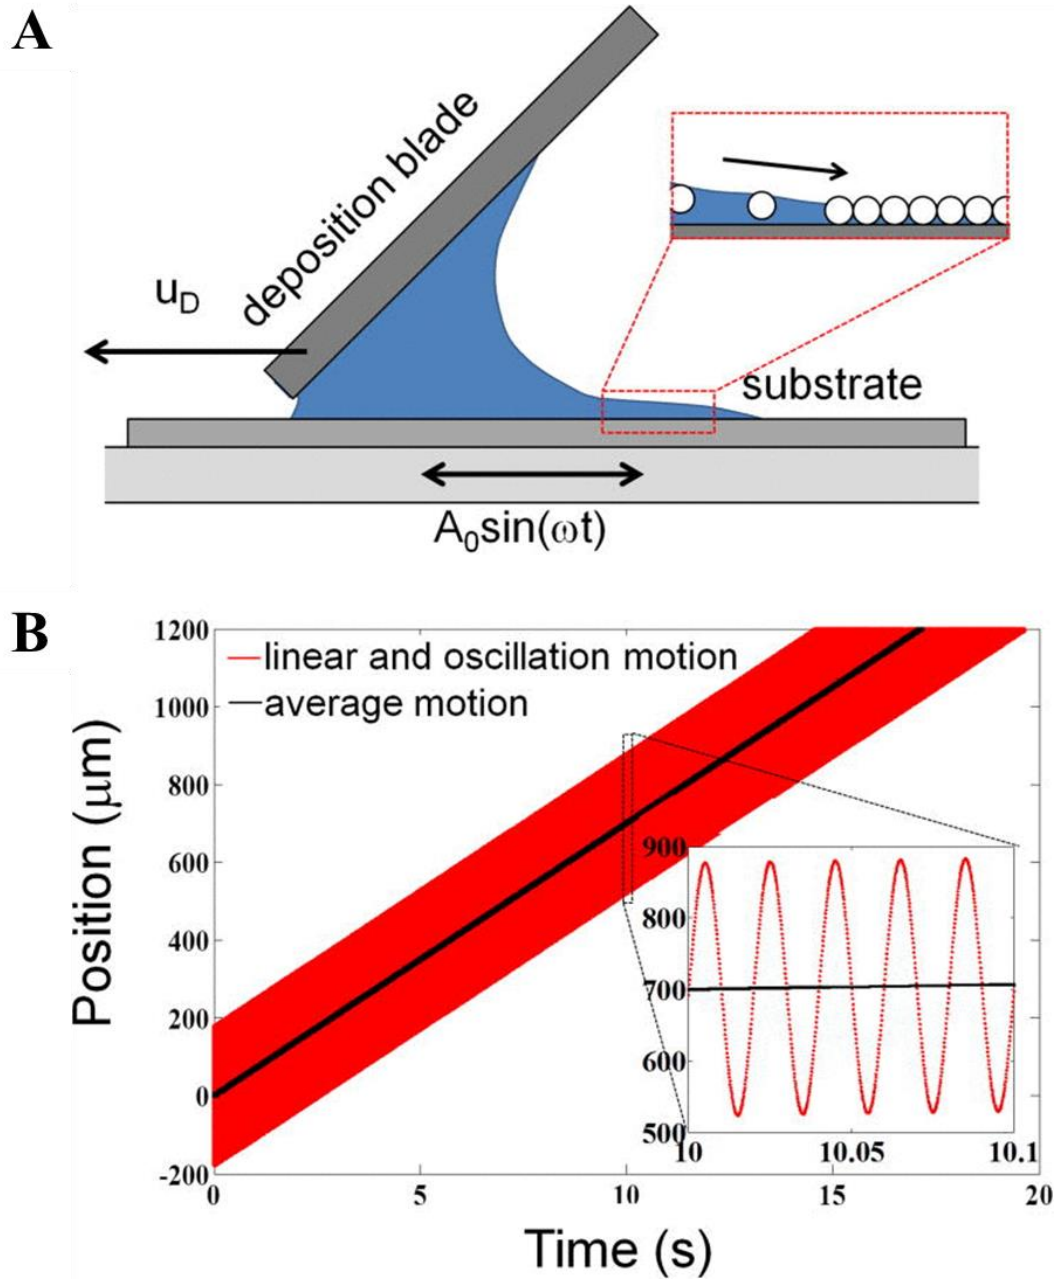 A
deposition blade
uD
substrate
A0sin(ωt)
B
1200
1000
800
600
400
200
0
-200
Position (μm)
linear and oscillation motion
average motion
900
800
700
600
500
10
10.05
10.1
0
5
10
15
20
Time (s)